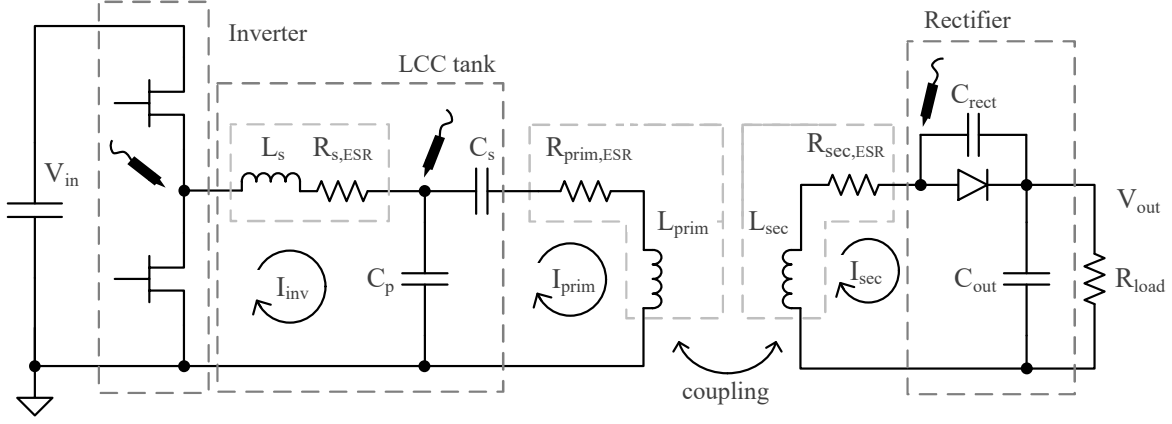 Rectifier
Inverter
LCC tank
C_rect
L_s
R_s,ESR
C_s
R_prim,ESR
R_sec,ESR
V_in
V_out
L_prim
L_sec
I_inv
C_p
I_prim
I_sec
C_out
R_load
coupling